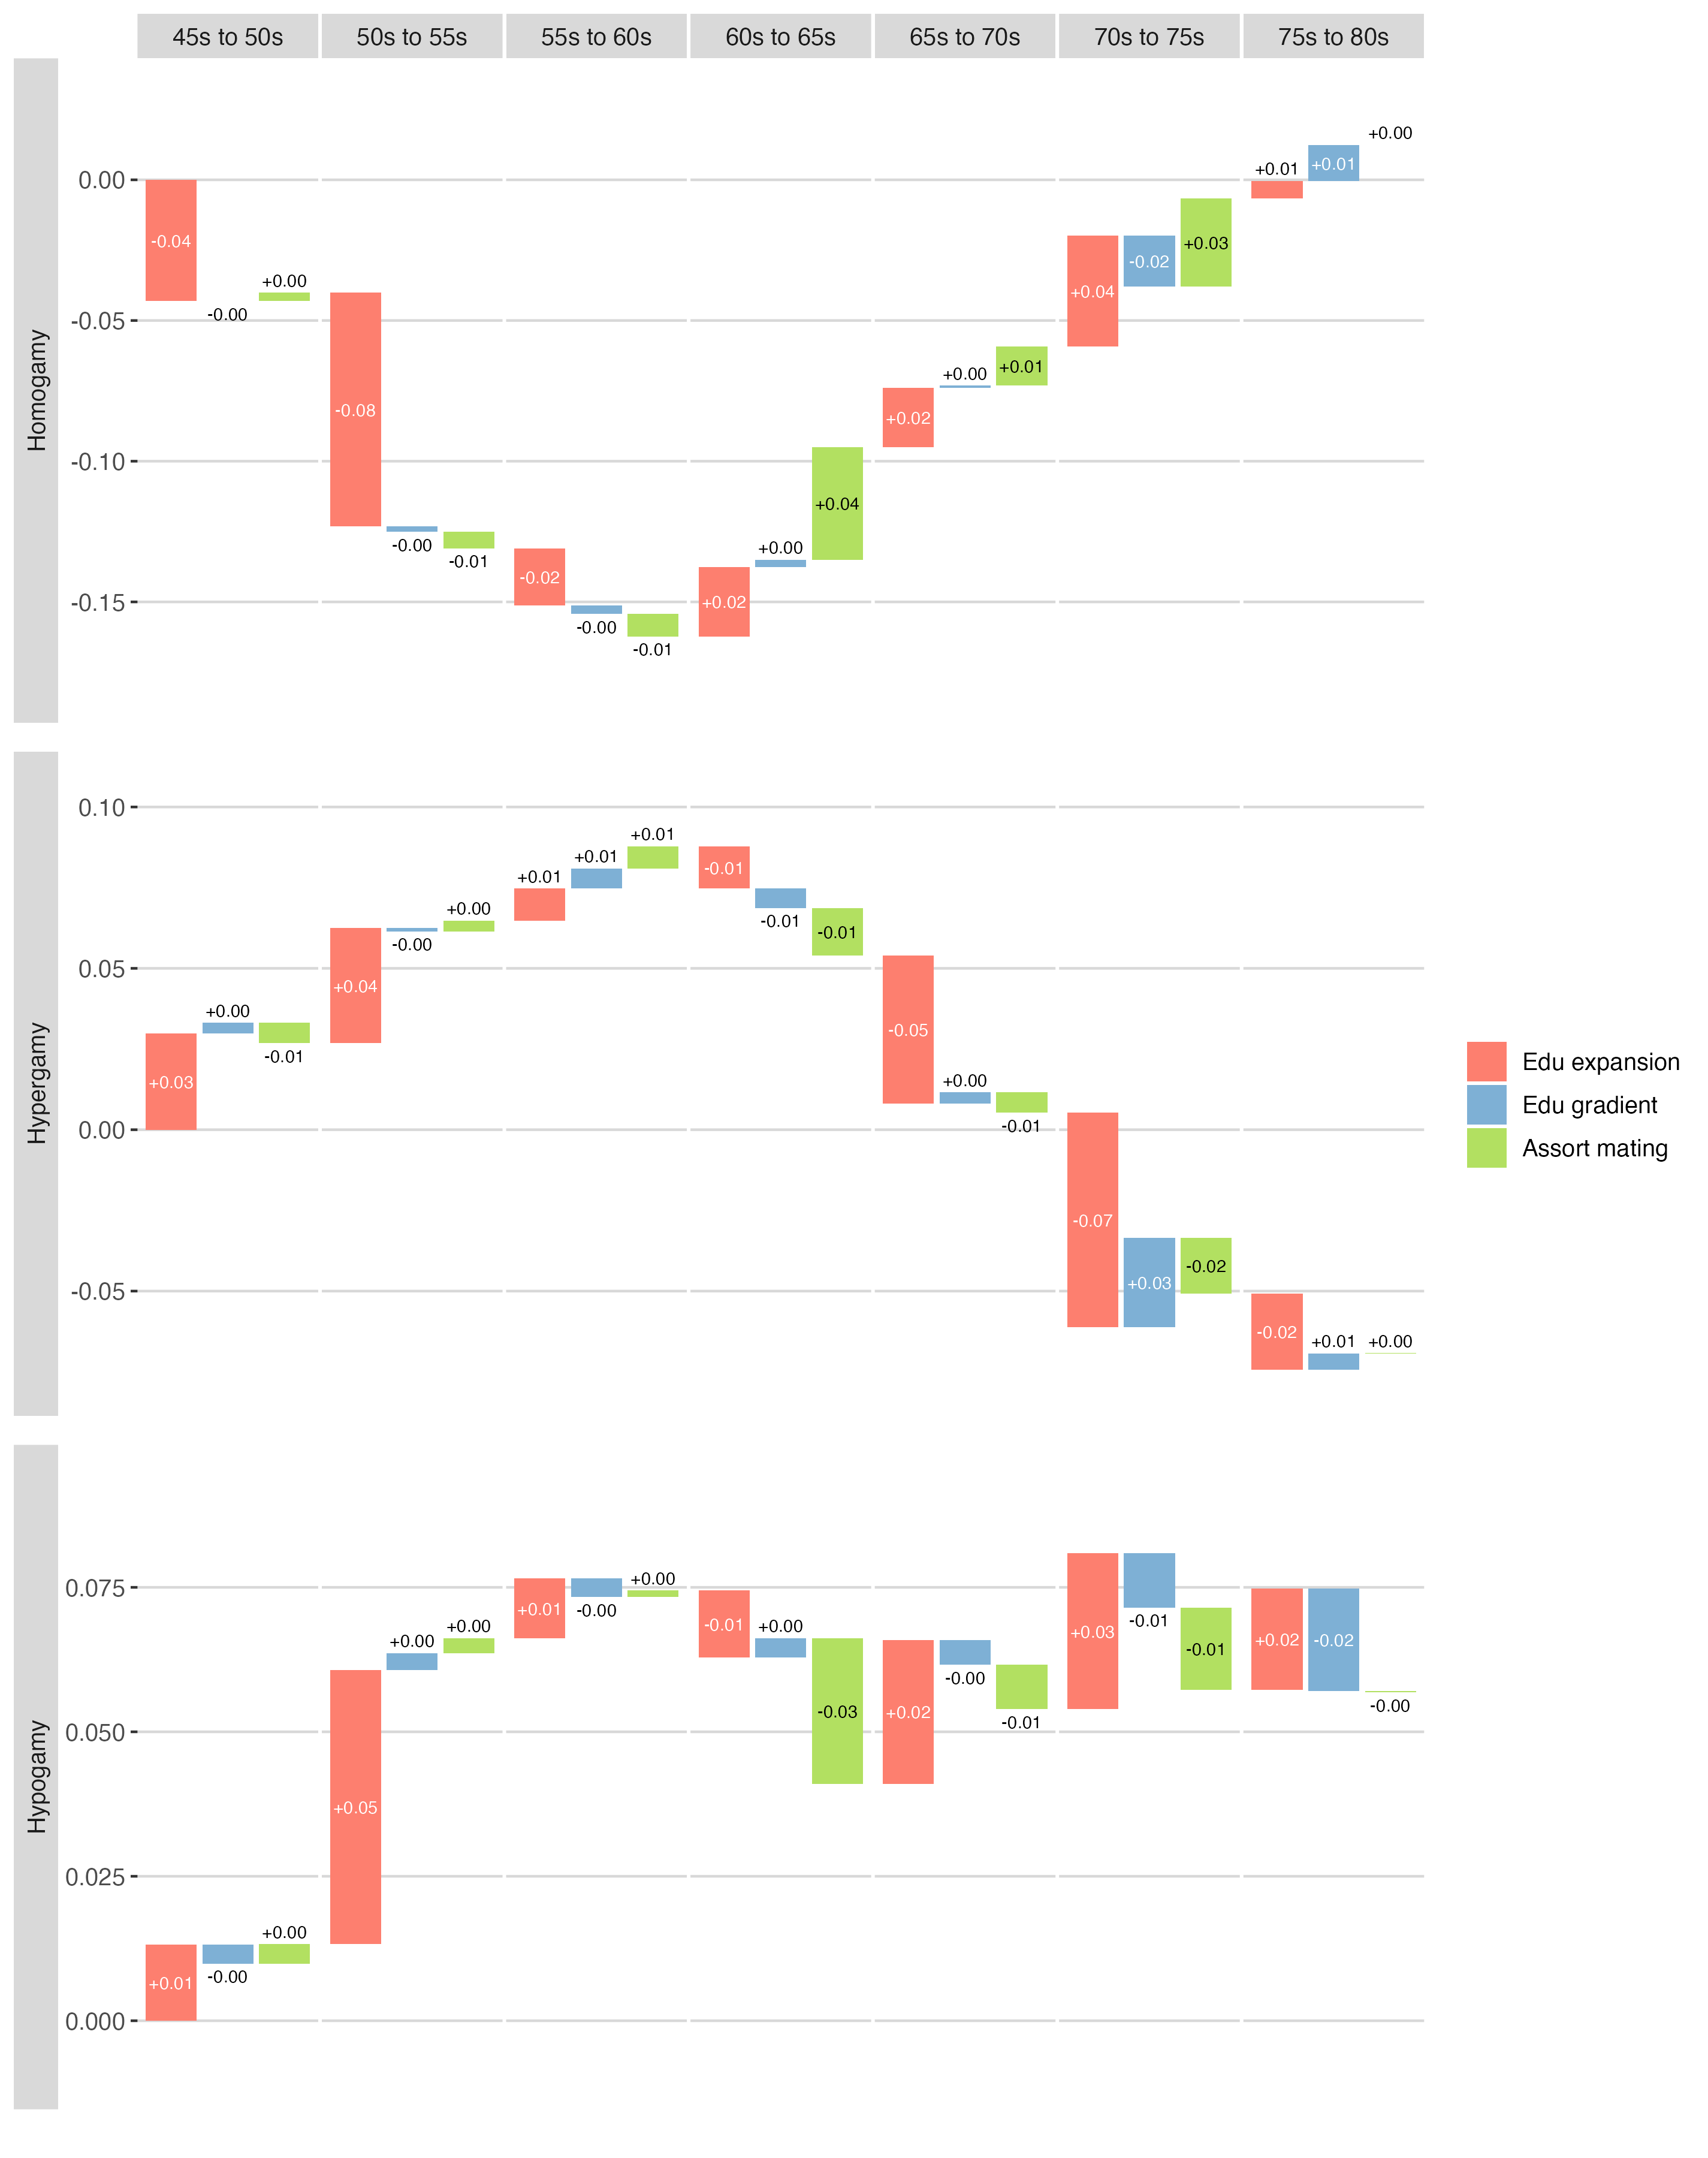 45s to 50s 50s to 55s 55s to 60s 60s to 65s 65s to 70s 70s to 75s 75s to 80s
Homogamy
0.00
-0.05
-0.10
-0.15
-0.04 -0.00 +0.00
-0.08 -0.00 -0.01
-0.02 -0.00 -0.01
+0.02 +0.00 +0.04
+0.02 +0.00 +0.01
+0.04 -0.02 +0.03
+0.01 +0.01 +0.00
Hypergamy
0.10
0.05
0.00
-0.05
+0.03 +0.00 -0.01
+0.04 -0.00 +0.00
+0.01 +0.01 +0.01
-0.01 -0.01 -0.01
-0.05 +0.00 -0.01
-0.07 +0.03 -0.02
-0.02 +0.01 +0.00
Hypogamy
0.075
0.050
0.025
0.000
+0.01 -0.00 +0.00
+0.05 +0.00 +0.00
+0.01 -0.00 +0.00
-0.01 +0.00 -0.03
+0.02 -0.00 -0.01
+0.03 -0.01 -0.01
+0.02 -0.02 -0.00
Edu expansion
Edu gradient
Assort mating